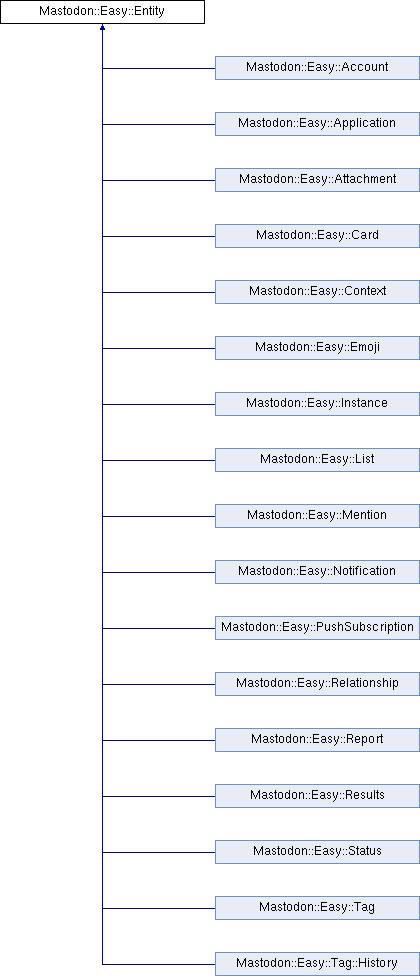 Mastodon::Easy::Entity
Mastodon::Easy::Account
Mastodon::Easy::Application
Mastodon::Easy::Attachment
Mastodon::Easy::Card
Mastodon::Easy::Context
Mastodon::Easy::Emoji
Mastodon::Easy::Instance
Mastodon::Easy::List
Mastodon::Easy::Mention
Mastodon::Easy::Notification
Mastodon::Easy::PushSubscription
Mastodon::Easy::Relationship
Mastodon::Easy::Report
Mastodon::Easy::Results
Mastodon::Easy::Status
Mastodon::Easy::Tag
Mastodon::Easy::Tag::History